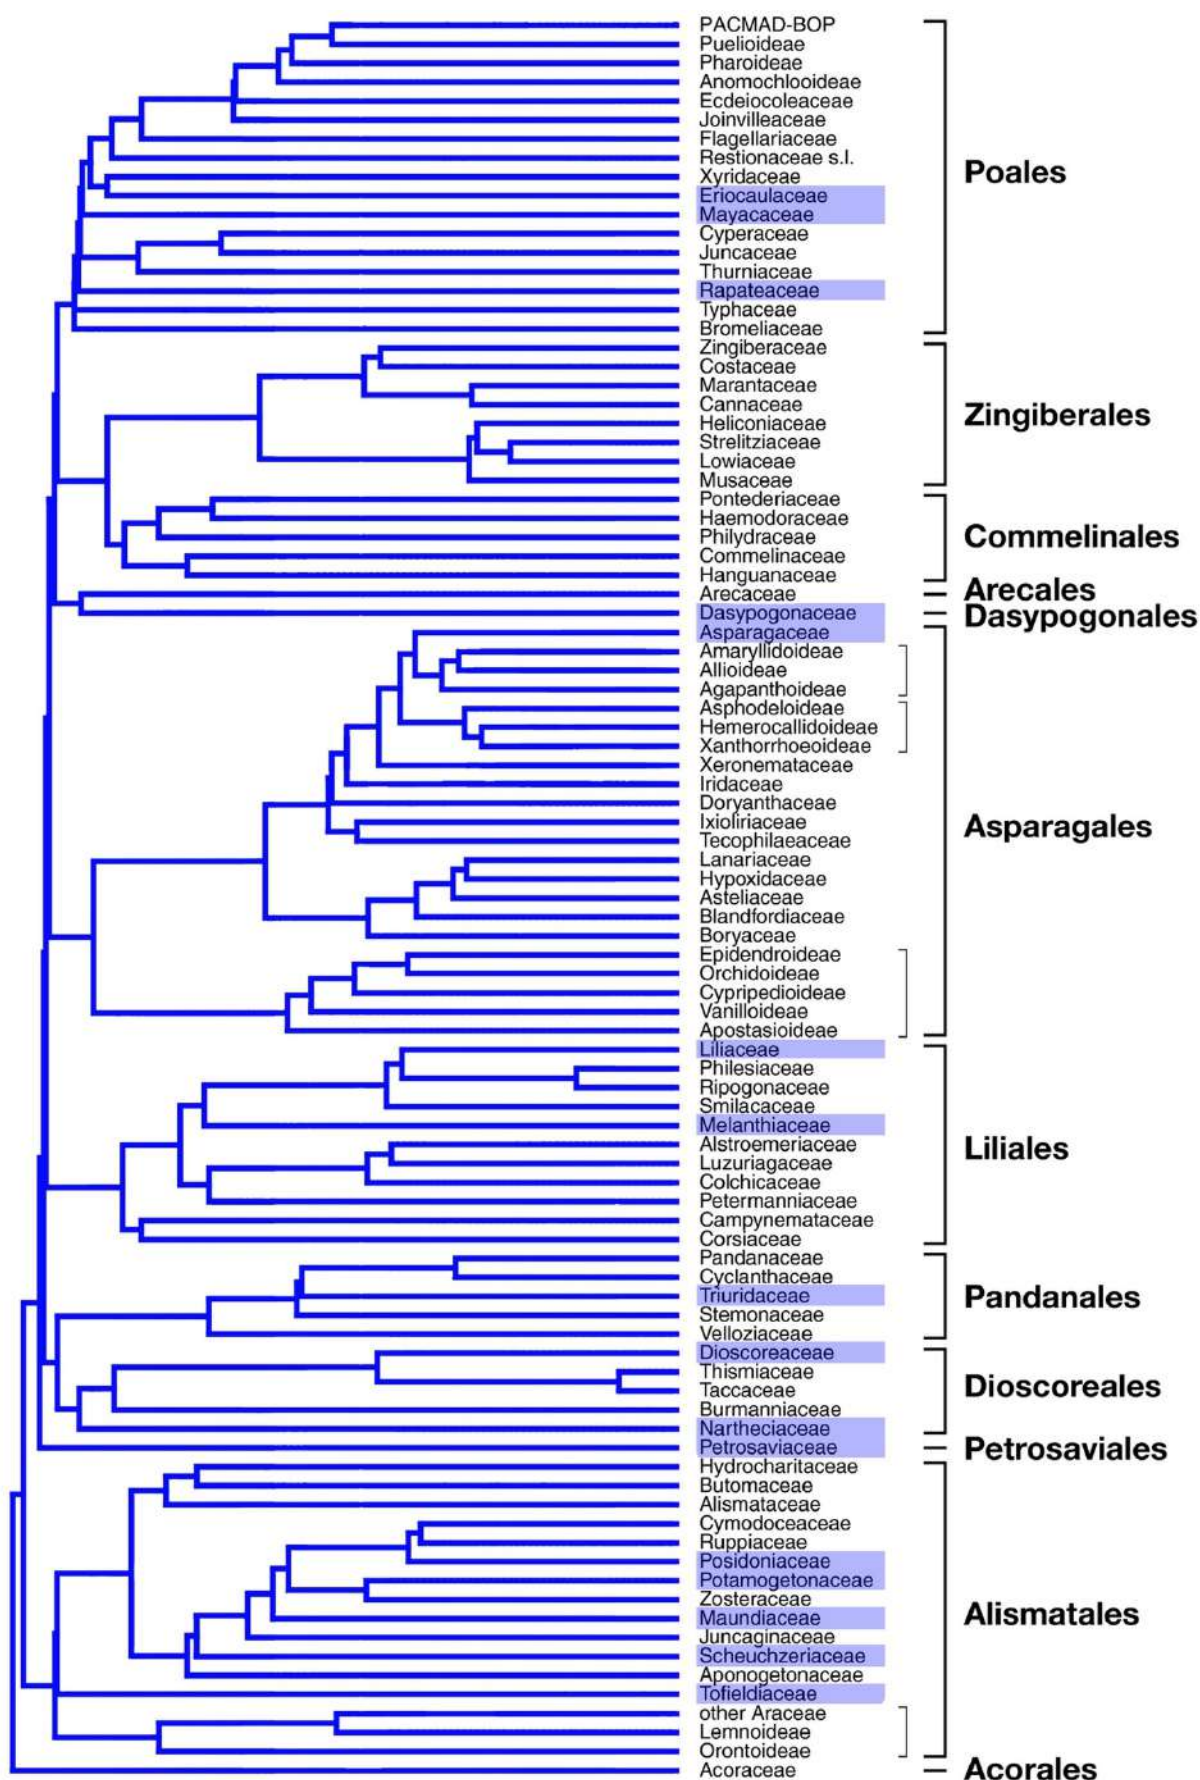 PACMAD-BOP
Puelioideae
Pharoideae
Anomochlooideae
Ecdeiocoleaceae
Joinvilleaceae
Flagellariaceae
Restionaceae s.l.
Xyridaceae
Eriocaulaceae
Mayacaceae
Cyperaceae
Juncaceae
Thurniaceae
Rapateaceae
Typhaceae
Bromeliaceae
Poales
Zingiberaceae
Costaceae
Marantaceae
Cannaceae
Heliconiaceae
Strelitziaceae
Lowiaceae
Musaceae
Zingiberales
Pontederiaceae
Haemodoraceae
Philydraceae
Commelinaceae
Hanguanaceae
Commelinales
Arecaceae
Arecales
Dasypogonaceae
Dasypogonales
Asparagaceae
Amaryllidoideae
Allioideae
Agapanthoideae
Asphodeloideae
Hemerocallidoideae
Xanthorrhoeoideae
Xeronemataceae
Iridaceae
Doryanthaceae
Ixioliriaceae
Tecophilaeaceae
Lanariaceae
Hypoxidaceae
Asteliaceae
Blandfordiaceae
Boryaceae
Epidendroideae
Orchidoideae
Cypripedioideae
Vanilloideae
Apostasioideae
Asparagales
Liliaceae
Philesiaceae
Ripogonaceae
Smilacaceae
Melanthiaceae
Alstroemeriaceae
Luzuriagaceae
Colchicaceae
Petermanniaceae
Campynemataceae
Corsiaceae
Liliales
Pandanaceae
Cyclanthaceae
Triuridaceae
Stemonaceae
Velloziaceae
Pandanales
Dioscoreaceae
Thismiaceae
Taccaceae
Burmanniaceae
Nartheciaceae
Dioscoreales
Petrosaviaceae
Petrosaviales
Hydrocharitaceae
Butomaceae
Alismataceae
Cymodoceaceae
Ruppiaceae
Posidoniaceae
Potamogetonaceae
Zosteraceae
Maundiaceae
Juncaginaceae
Scheuchzeriaceae
Aponogetonaceae
Tofieldiaceae
other Araceae
Lemnoideae
Orontoideae
Alismatales
Acoraceae
Acorales